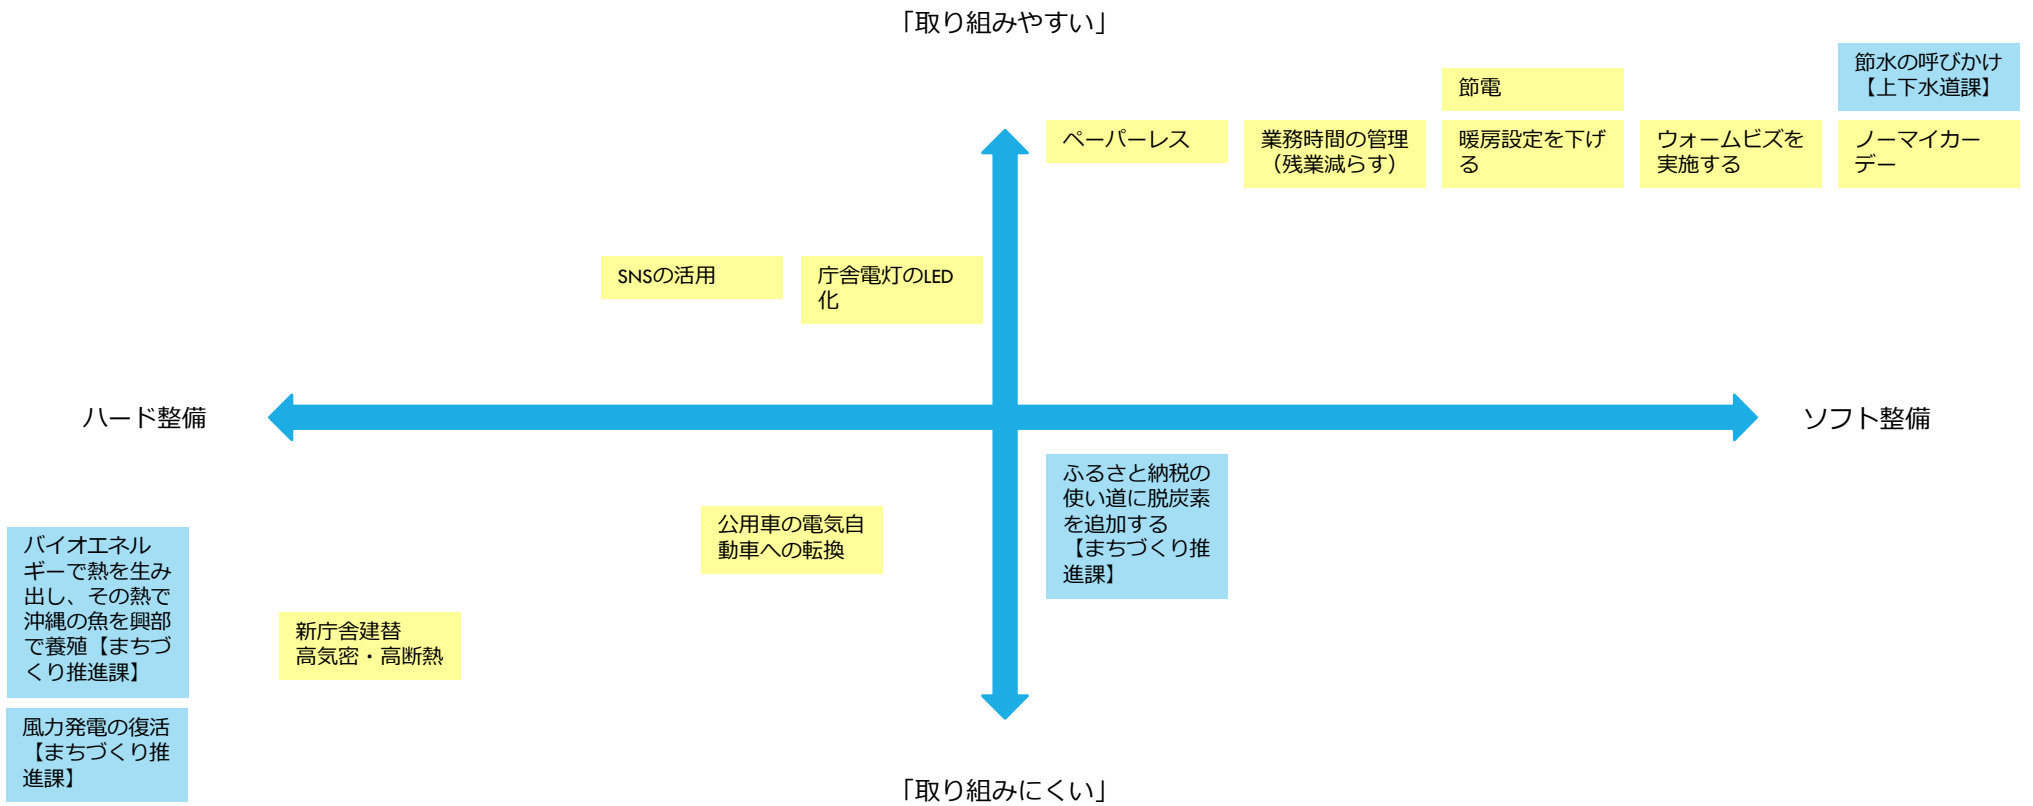 「取り組みやすい」
節水の呼びかけ
【上下水道課】
節電
ペーパーレス
業務時間の管理
(残業減らす)
暖房設定を下げ
る
ウォームビズを
実施する
ノーマイカー
デー
SNSの活用
庁舎電灯のLED
化
ハード整備
ソフト整備
ふるさと納税の
使い道に脱炭素
を追加する
【まちづくり推
進課】
公用車の電気自
動車への転換
バイオエネル
ギーで熱を生み
出し、その熱で
沖縄の魚を興部
で養殖【まちづ
くり推進課】
新庁舎建替
高気密・高断熱
風力発電の復活
【まちづくり推
進課】
「取り組みにくい」